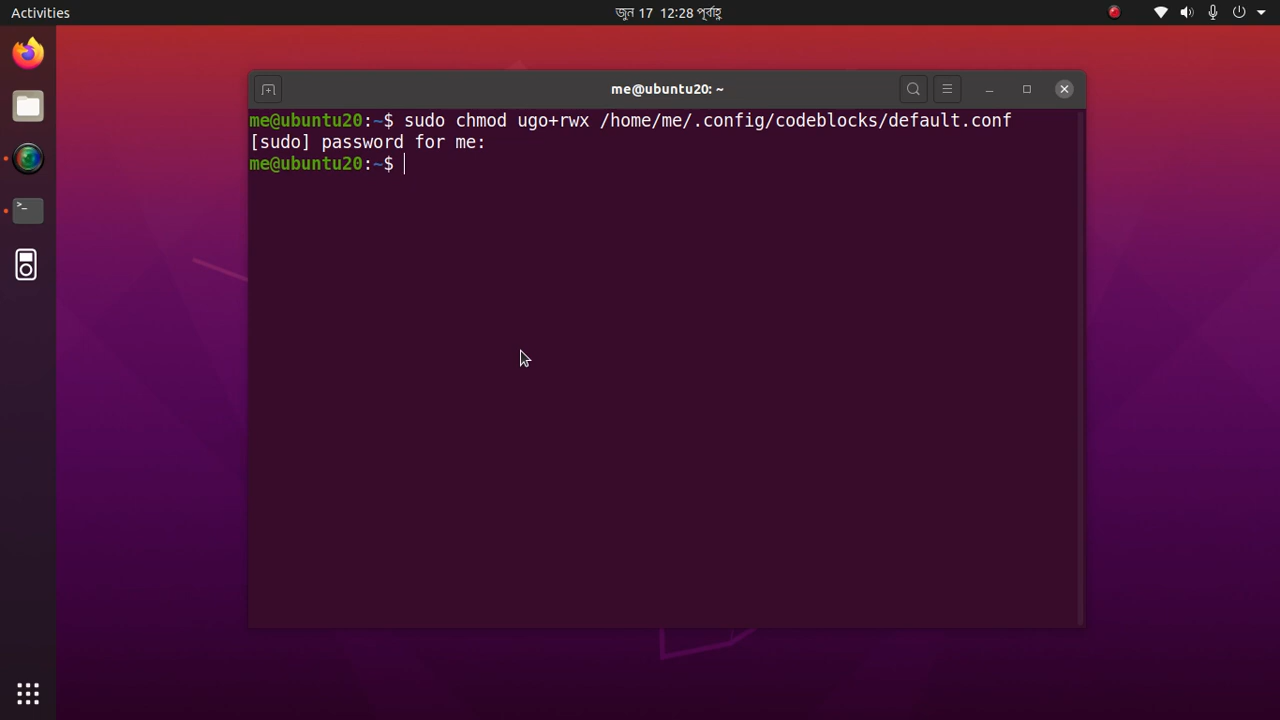 Activities
জুন 17 12:28 পূর্বাহ্ণ
me@ubuntu20: ~
me@ubuntu20:~$ sudo chmod ugo+rwx /home/me/.config/codeblocks/default.conf
[sudo] password for me:
me@ubuntu20:~$